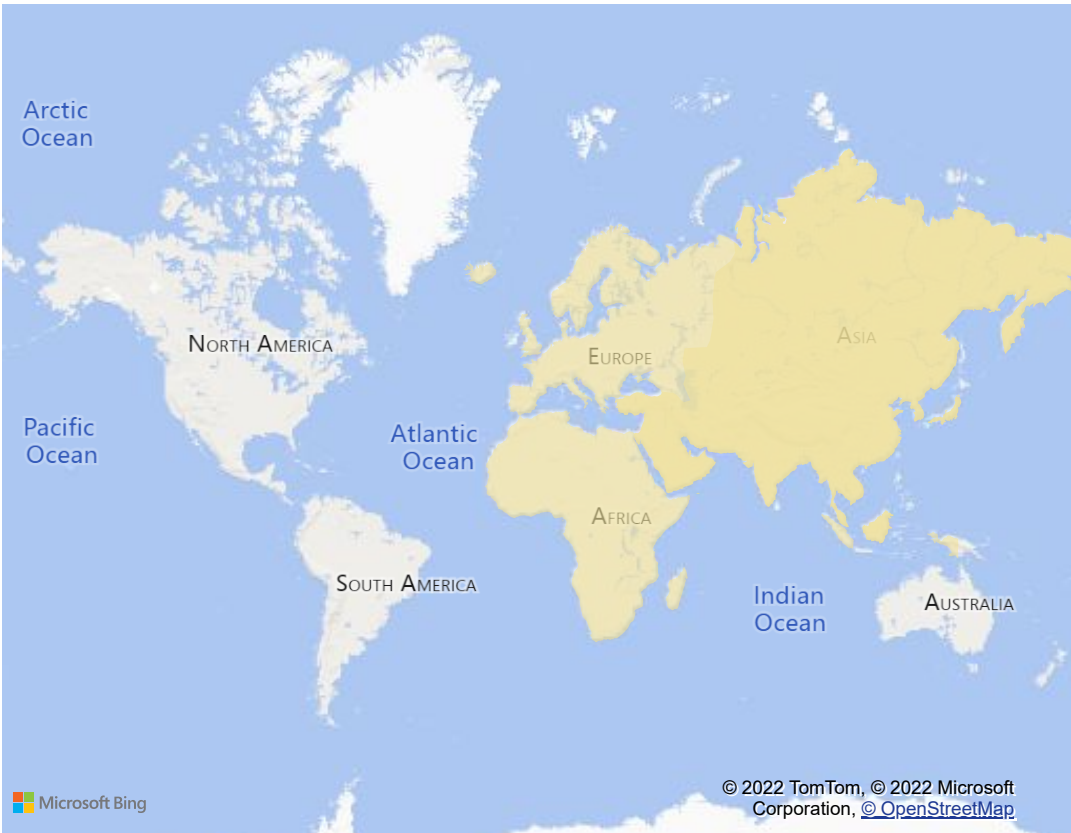 Arctic
Ocean
North America
Europe
Asia
Pacific
Ocean
Atlantic
Ocean
Africa
South America
Indian
Ocean
Australia
© 2022 TomTom, © 2022 Microsoft
Corporation, © OpenStreetMap
Microsoft Bing